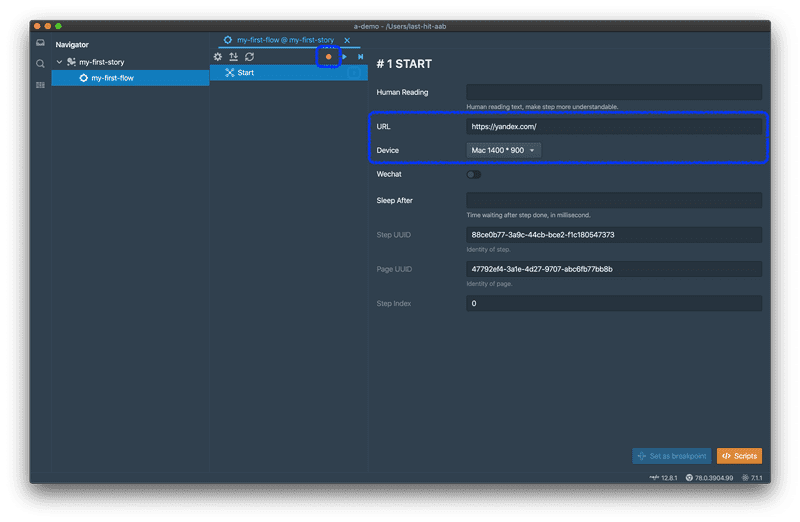 a-demo - /Users/last-hit-aab
Navigator
my-first-story
my-first-flow
my-first-flow @ my-first-story
Start
# 1 START
Human Reading
Human reading text, make step more understandable.
URL https://yandex.com/
Device Mac 1400 * 900
Wechat
Sleep After
Time waiting after step done, in millisecond.
Step UUID 88ce0b77-3a9c-44cb-bce2-f1c180547373
Identity of step.
Page UUID 47792ef4-3a1e-4d27-9707-abc6fb77bb8b
Identity of page.
Step Index 0
Set as breakpoint </> Scripts
12.8.1 78.0.3904.99 7.1.1